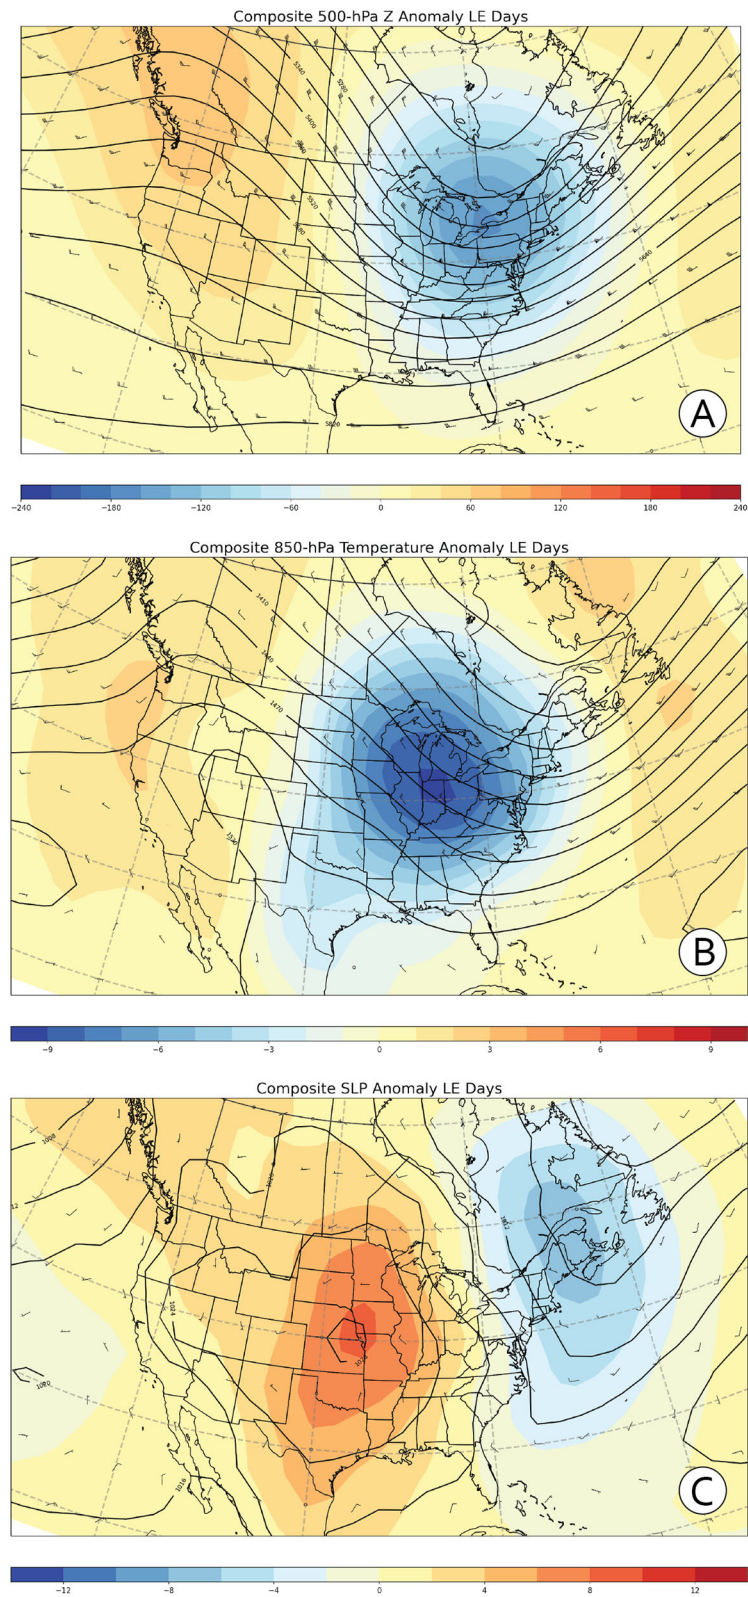 Composite 500-hPa Z Anomaly LE Days
5340
5280
5400
5520
5580
5640
5820
A
−240 −180 −120 −60 0 60 120 180 240
Composite 850-hPa Temperature Anomaly LE Days
1410
1440
1470
1530
B
−9 −6 −3 0 3 6 9
Composite SLP Anomaly LE Days
1008
12
1024
1020
1016
C
−12 −8 −4 0 4 8 12